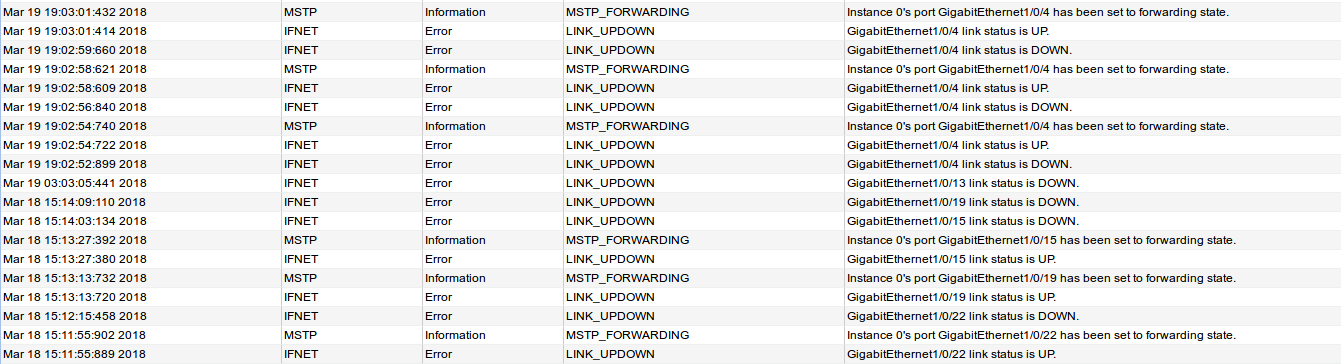 Mar 19 19:03:01:432 2018 MSTP Information MSTP_FORWARDING Instance 0's port GigabitEthernet1/0/4 has been set to forwarding state.
Mar 19 19:03:01:414 2018 IFNET Error LINK_UPDOWN GigabitEthernet1/0/4 link status is UP.
Mar 19 19:02:59:660 2018 IFNET Error LINK_UPDOWN GigabitEthernet1/0/4 link status is DOWN.
Mar 19 19:02:58:621 2018 MSTP Information MSTP_FORWARDING Instance 0's port GigabitEthernet1/0/4 has been set to forwarding state.
Mar 19 19:02:58:609 2018 IFNET Error LINK_UPDOWN GigabitEthernet1/0/4 link status is UP.
Mar 19 19:02:56:840 2018 IFNET Error LINK_UPDOWN GigabitEthernet1/0/4 link status is DOWN.
Mar 19 19:02:54:740 2018 MSTP Information MSTP_FORWARDING Instance 0's port GigabitEthernet1/0/4 has been set to forwarding state.
Mar 19 19:02:54:722 2018 IFNET Error LINK_UPDOWN GigabitEthernet1/0/4 link status is UP.
Mar 19 19:02:52:899 2018 IFNET Error LINK_UPDOWN GigabitEthernet1/0/4 link status is DOWN.
Mar 19 03:03:05:441 2018 IFNET Error LINK_UPDOWN GigabitEthernet1/0/13 link status is DOWN.
Mar 18 15:14:09:110 2018 IFNET Error LINK_UPDOWN GigabitEthernet1/0/19 link status is DOWN.
Mar 18 15:14:03:134 2018 IFNET Error LINK_UPDOWN GigabitEthernet1/0/15 link status is DOWN.
Mar 18 15:13:27:392 2018 MSTP Information MSTP_FORWARDING Instance 0's port GigabitEthernet1/0/15 has been set to forwarding state.
Mar 18 15:13:27:380 2018 IFNET Error LINK_UPDOWN GigabitEthernet1/0/15 link status is UP.
Mar 18 15:13:13:732 2018 MSTP Information MSTP_FORWARDING Instance 0's port GigabitEthernet1/0/19 has been set to forwarding state.
Mar 18 15:13:13:720 2018 IFNET Error LINK_UPDOWN GigabitEthernet1/0/19 link status is UP.
Mar 18 15:12:15:458 2018 IFNET Error LINK_UPDOWN GigabitEthernet1/0/22 link status is DOWN.
Mar 18 15:11:55:902 2018 MSTP Information MSTP_FORWARDING Instance 0's port GigabitEthernet1/0/22 has been set to forwarding state.
Mar 18 15:11:55:889 2018 IFNET Error LINK_UPDOWN GigabitEthernet1/0/22 link status is UP.